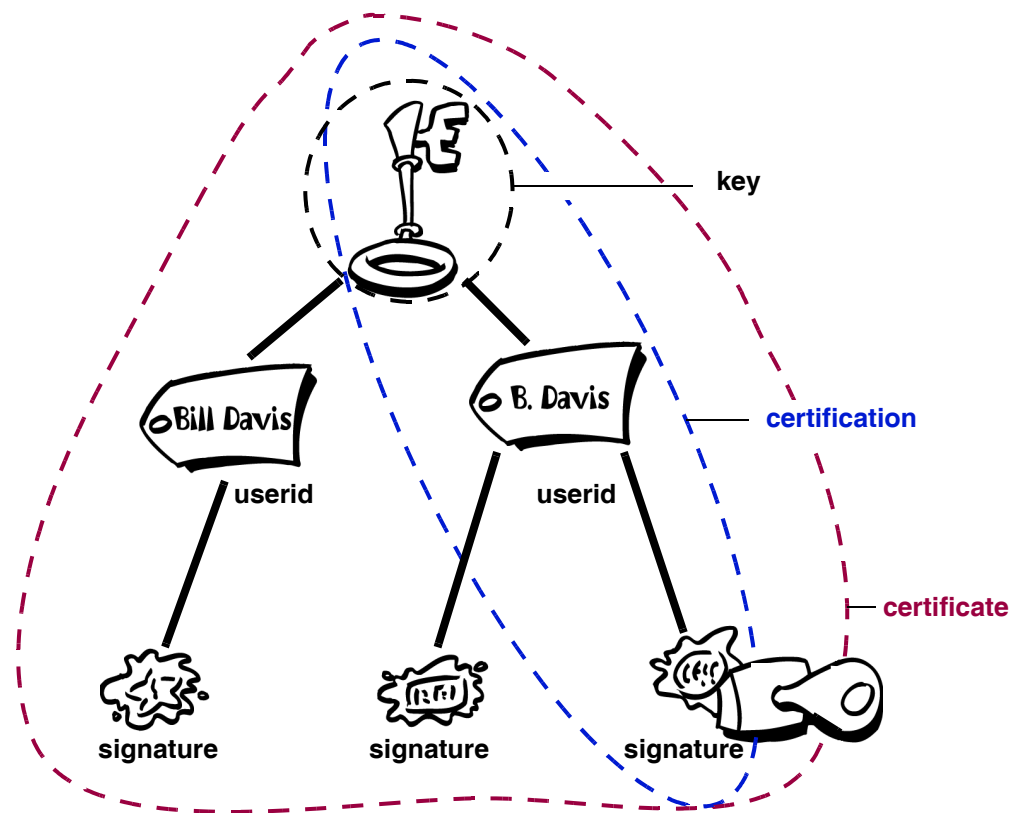 key
Bill Davis
B. Davis
certification
userid
userid
certificate
signature
signature
signature